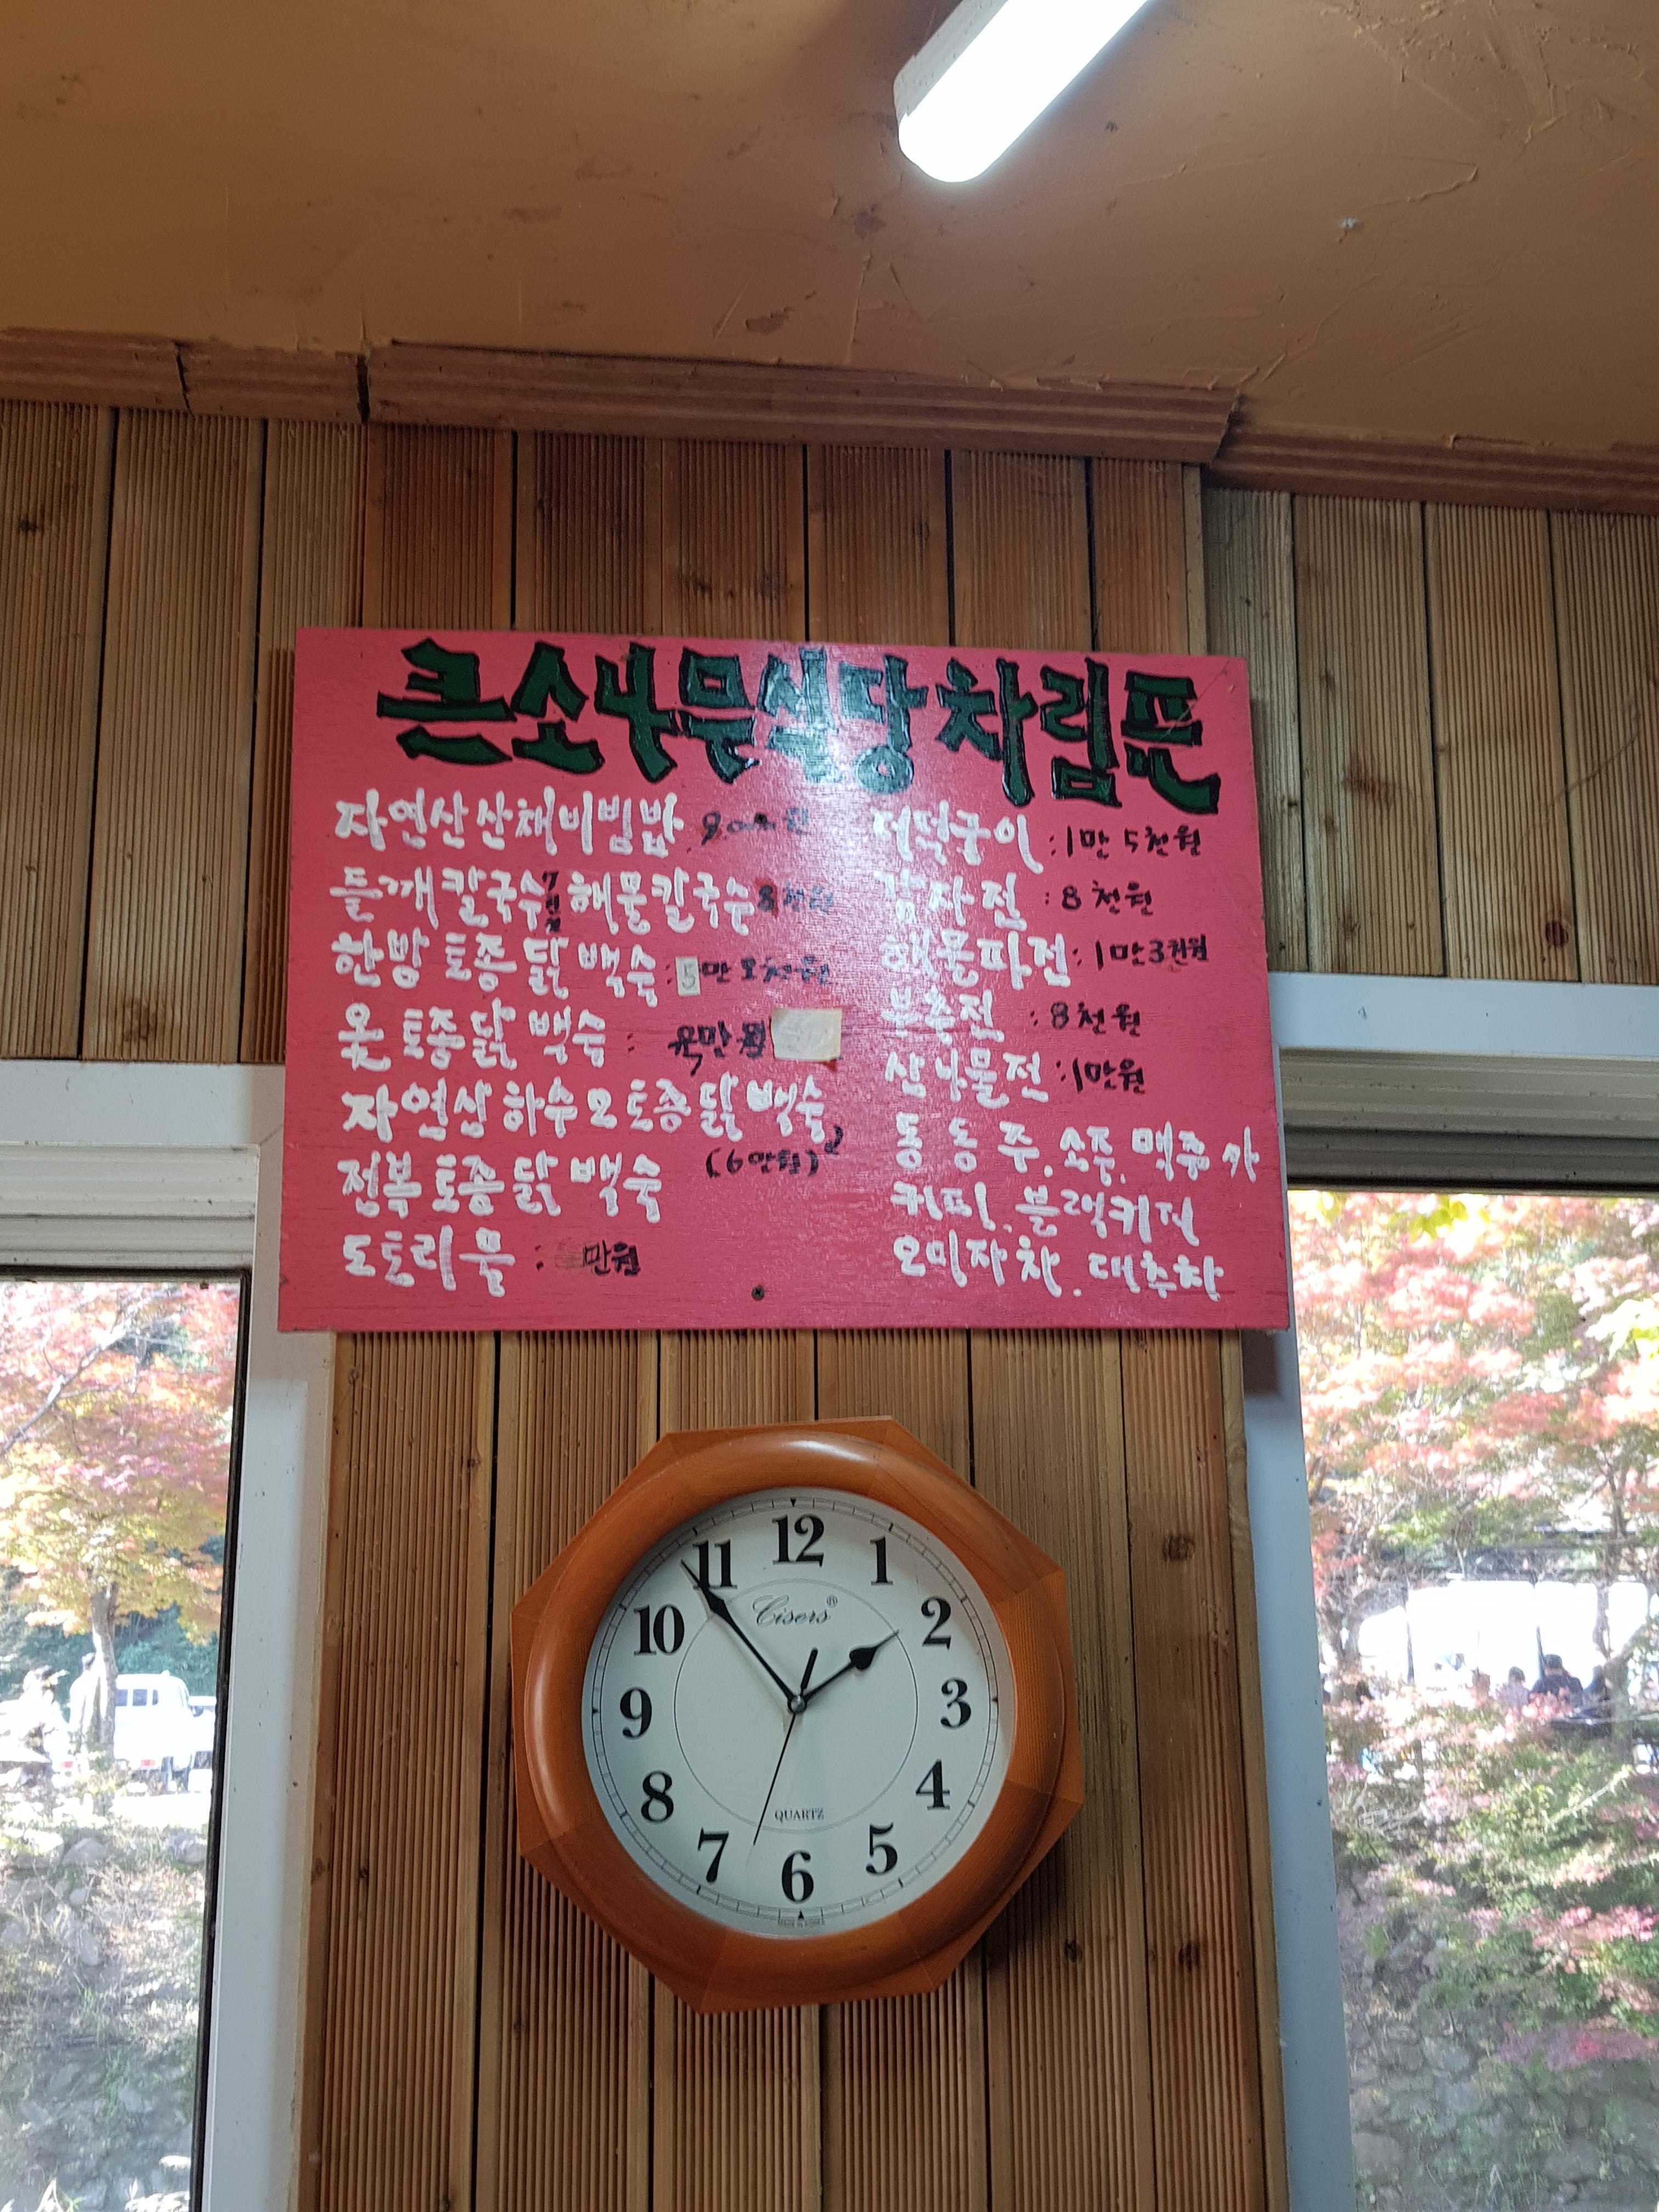 큰소나무식당 차림표
자연산 산채비빔밥
들깨칼국수 7천원 해물칼국수 8천원
한방 토종닭 백숙 : 5만 오천원
옻 토종닭 백숙 : 육만원
자연산 하수오 토종닭 백숙
(6만원)
전복 토종닭 백숙
도토리묵 : 만원
더덕구이 : 1만 5천원
감자전 : 8천원
해물파전 : 1만3천원
부추전 : 8천원
산나물전 : 1만원
동동주. 소주. 맥주
커피. 블랙커피
오미자차. 대추차
12 1 2 3 4 5 6 7 8 9 10 11
Cisers®
QUARTZ